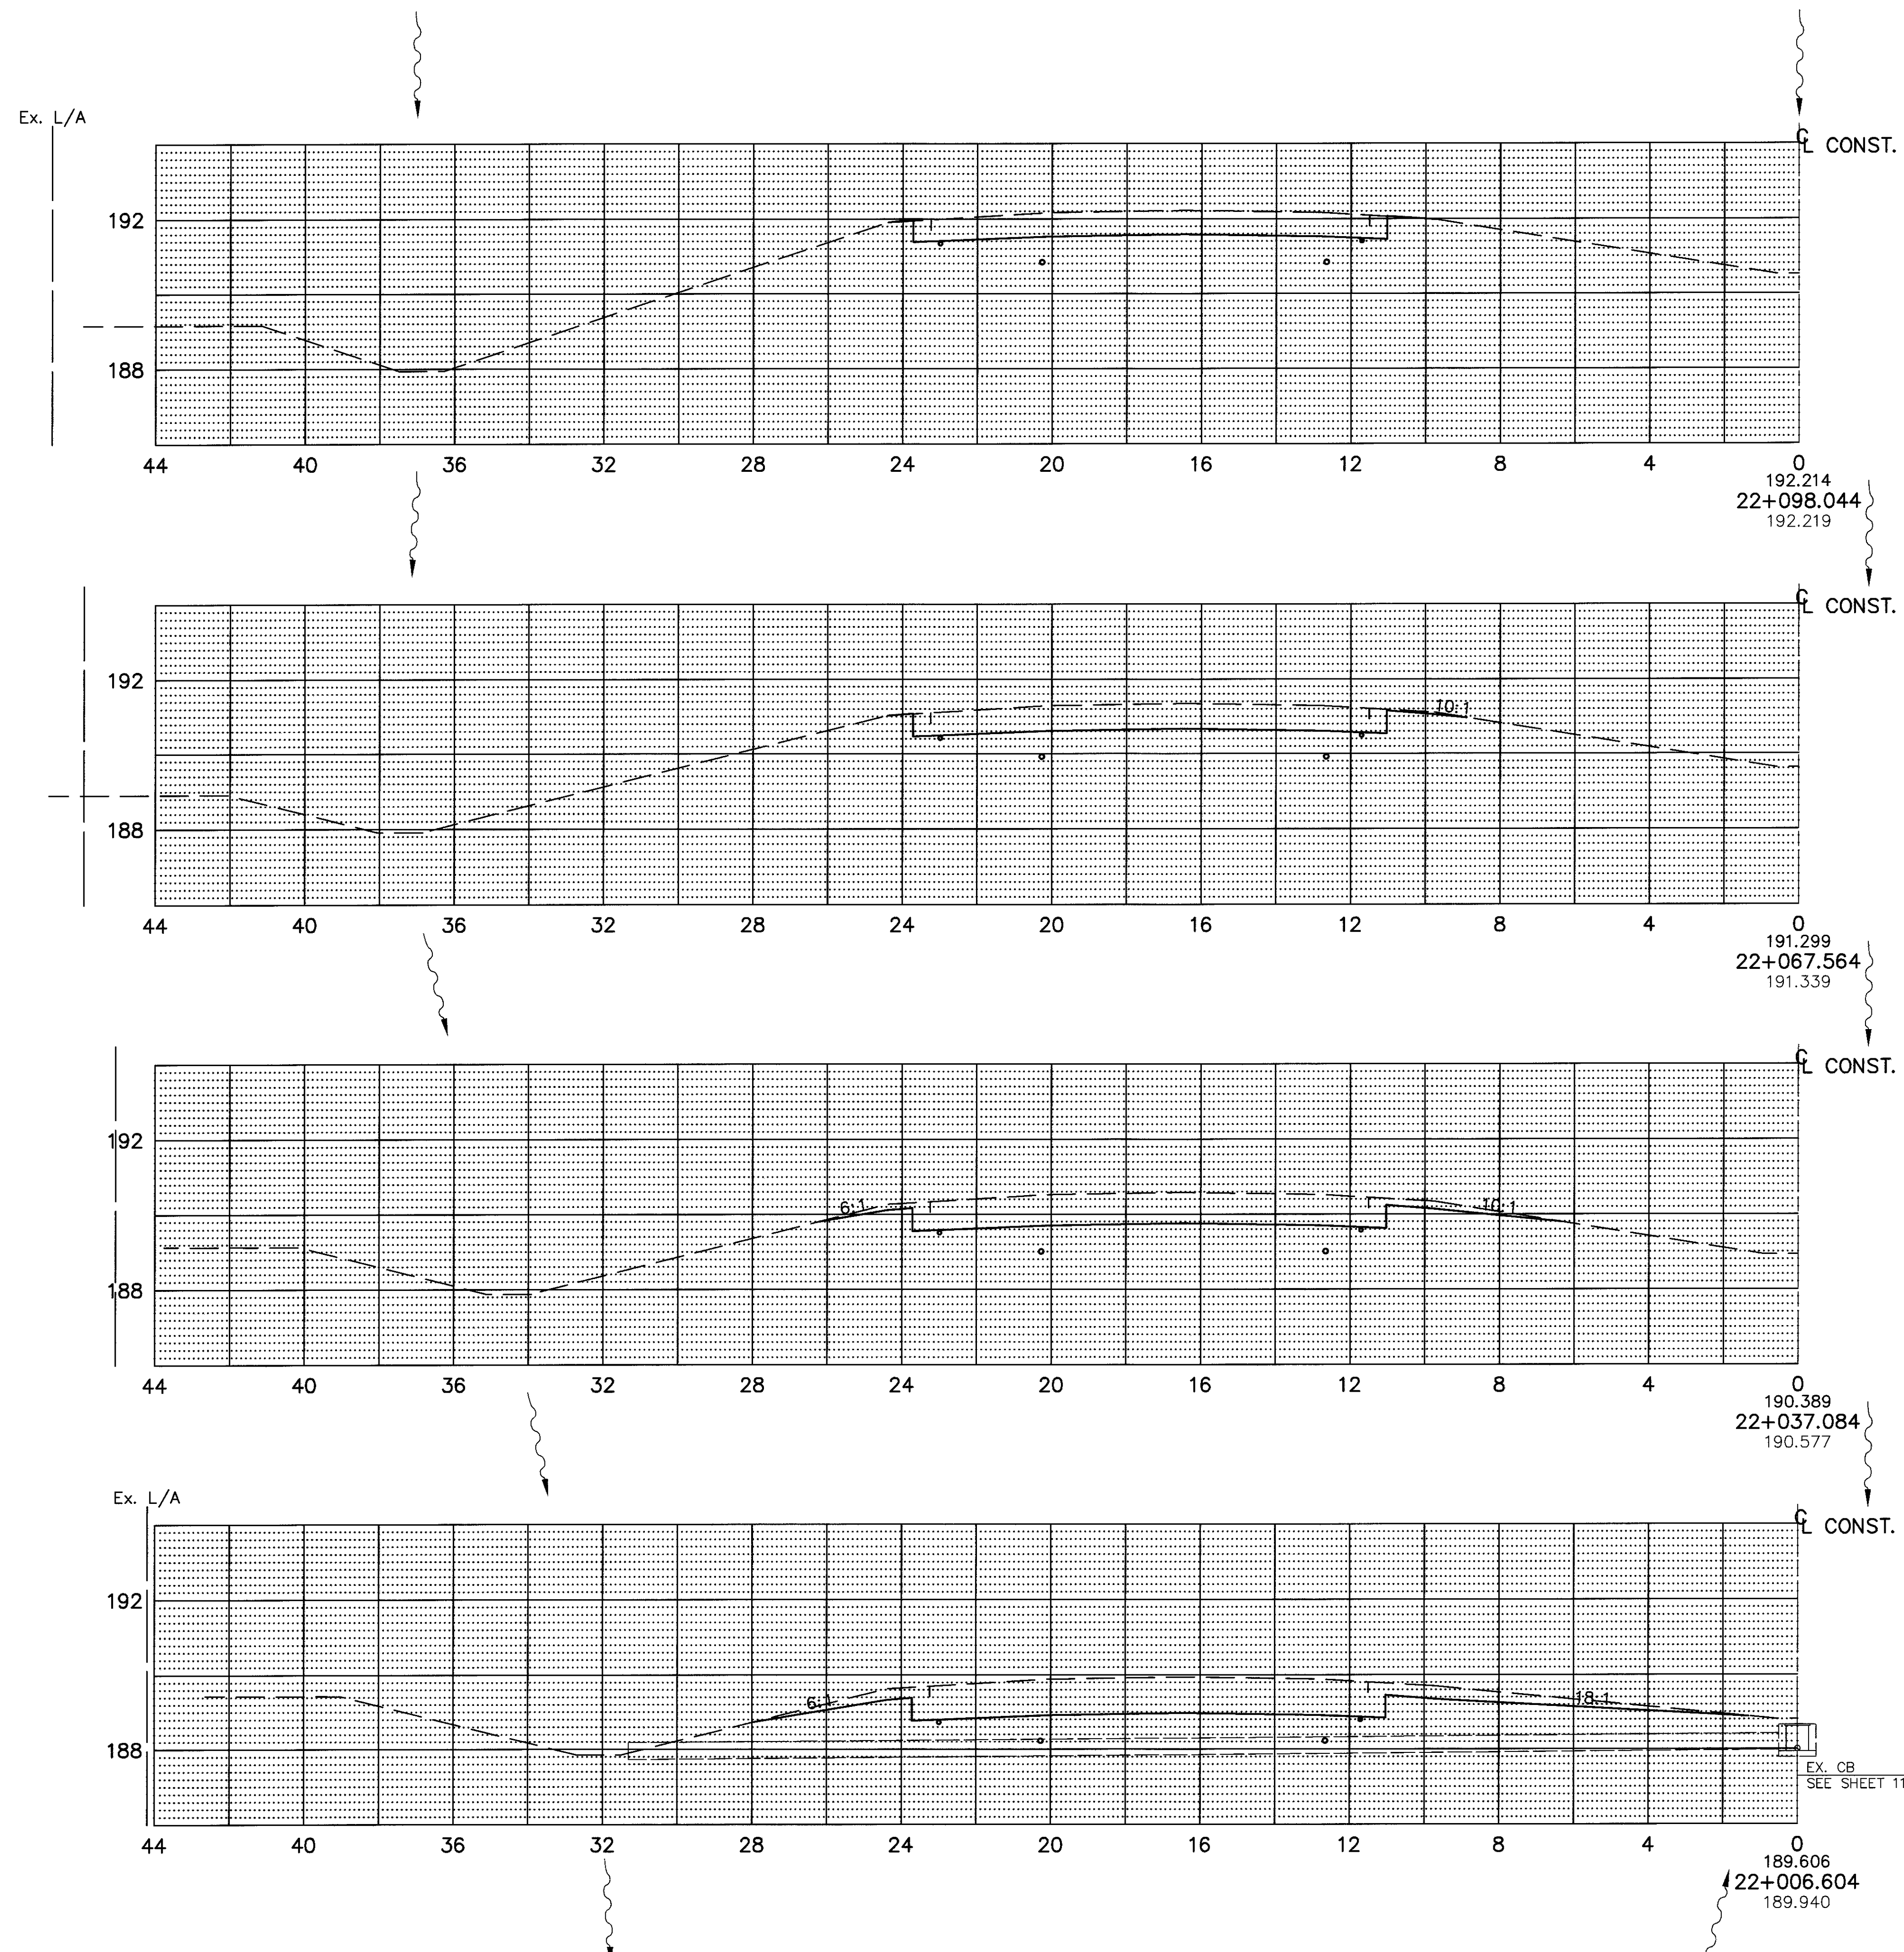 Ex. L/A
℄ CONST.
192
188
44 40 36 32 28 24 20 16 12 8 4 0
192.214
22+098.044
192.219
℄ CONST.
192
10:1
188
44 40 36 32 28 24 20 16 12 8 4 0
191.299
22+067.564
191.339
℄ CONST.
192
6:1 10:1
188
44 40 36 32 28 24 20 16 12 8 4 0
190.389
22+037.084
190.577
Ex. L/A
℄ CONST.
192
6:1 18:1
188
EX. CB
SEE SHEET 11
44 40 36 32 28 24 20 16 12 8 4 0
189.606
22+006.604
189.940